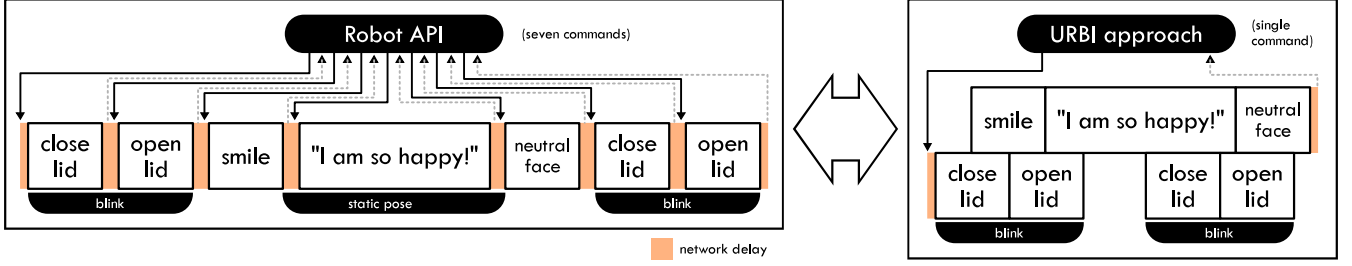 Robot API
(seven commands)
close
lid
open
lid
smile
"I am so happy!"
neutral
face
close
lid
open
lid
blink
static pose
blink
network delay
URBI approach
(single
command)
smile
"I am so happy!"
neutral
face
close
lid
open
lid
close
lid
open
lid
blink
blink